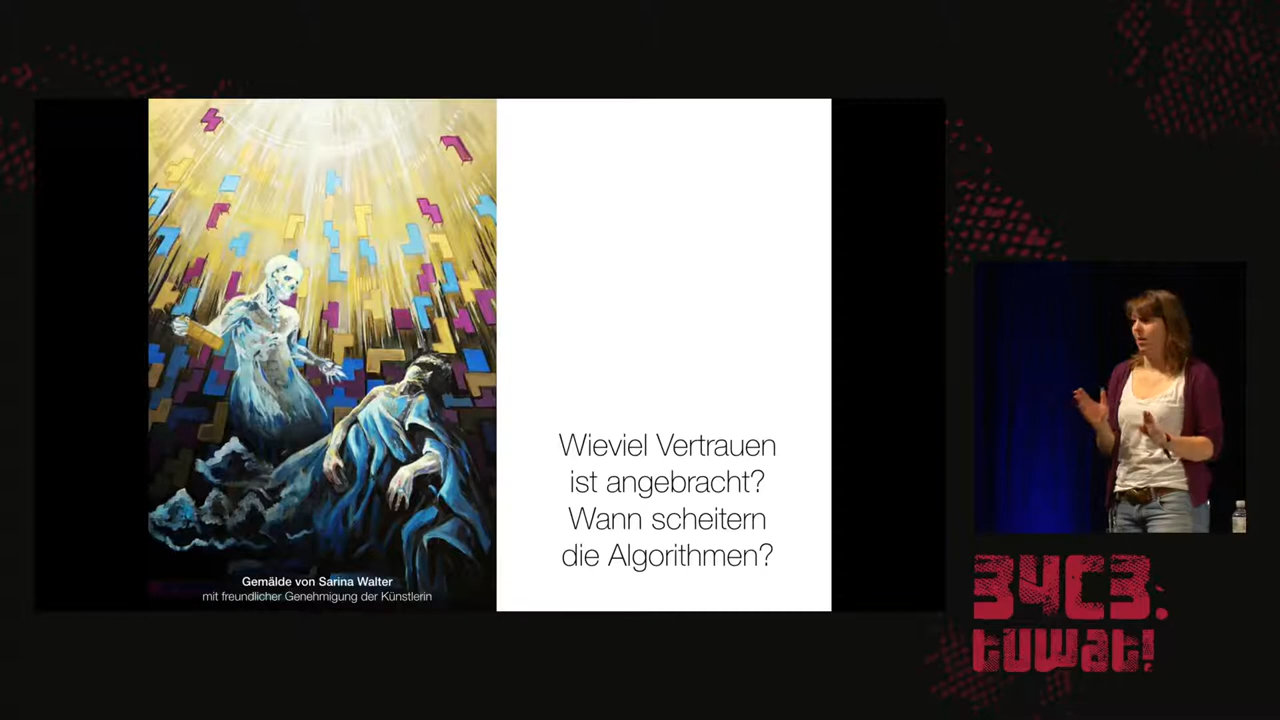 Wieviel Vertrauen
ist angebracht?
Wann scheitern
die Algorithmen?
Gemälde von Sarina Walter
mit freundlicher Genehmigung der Künstlerin
34C3:
tuwat!